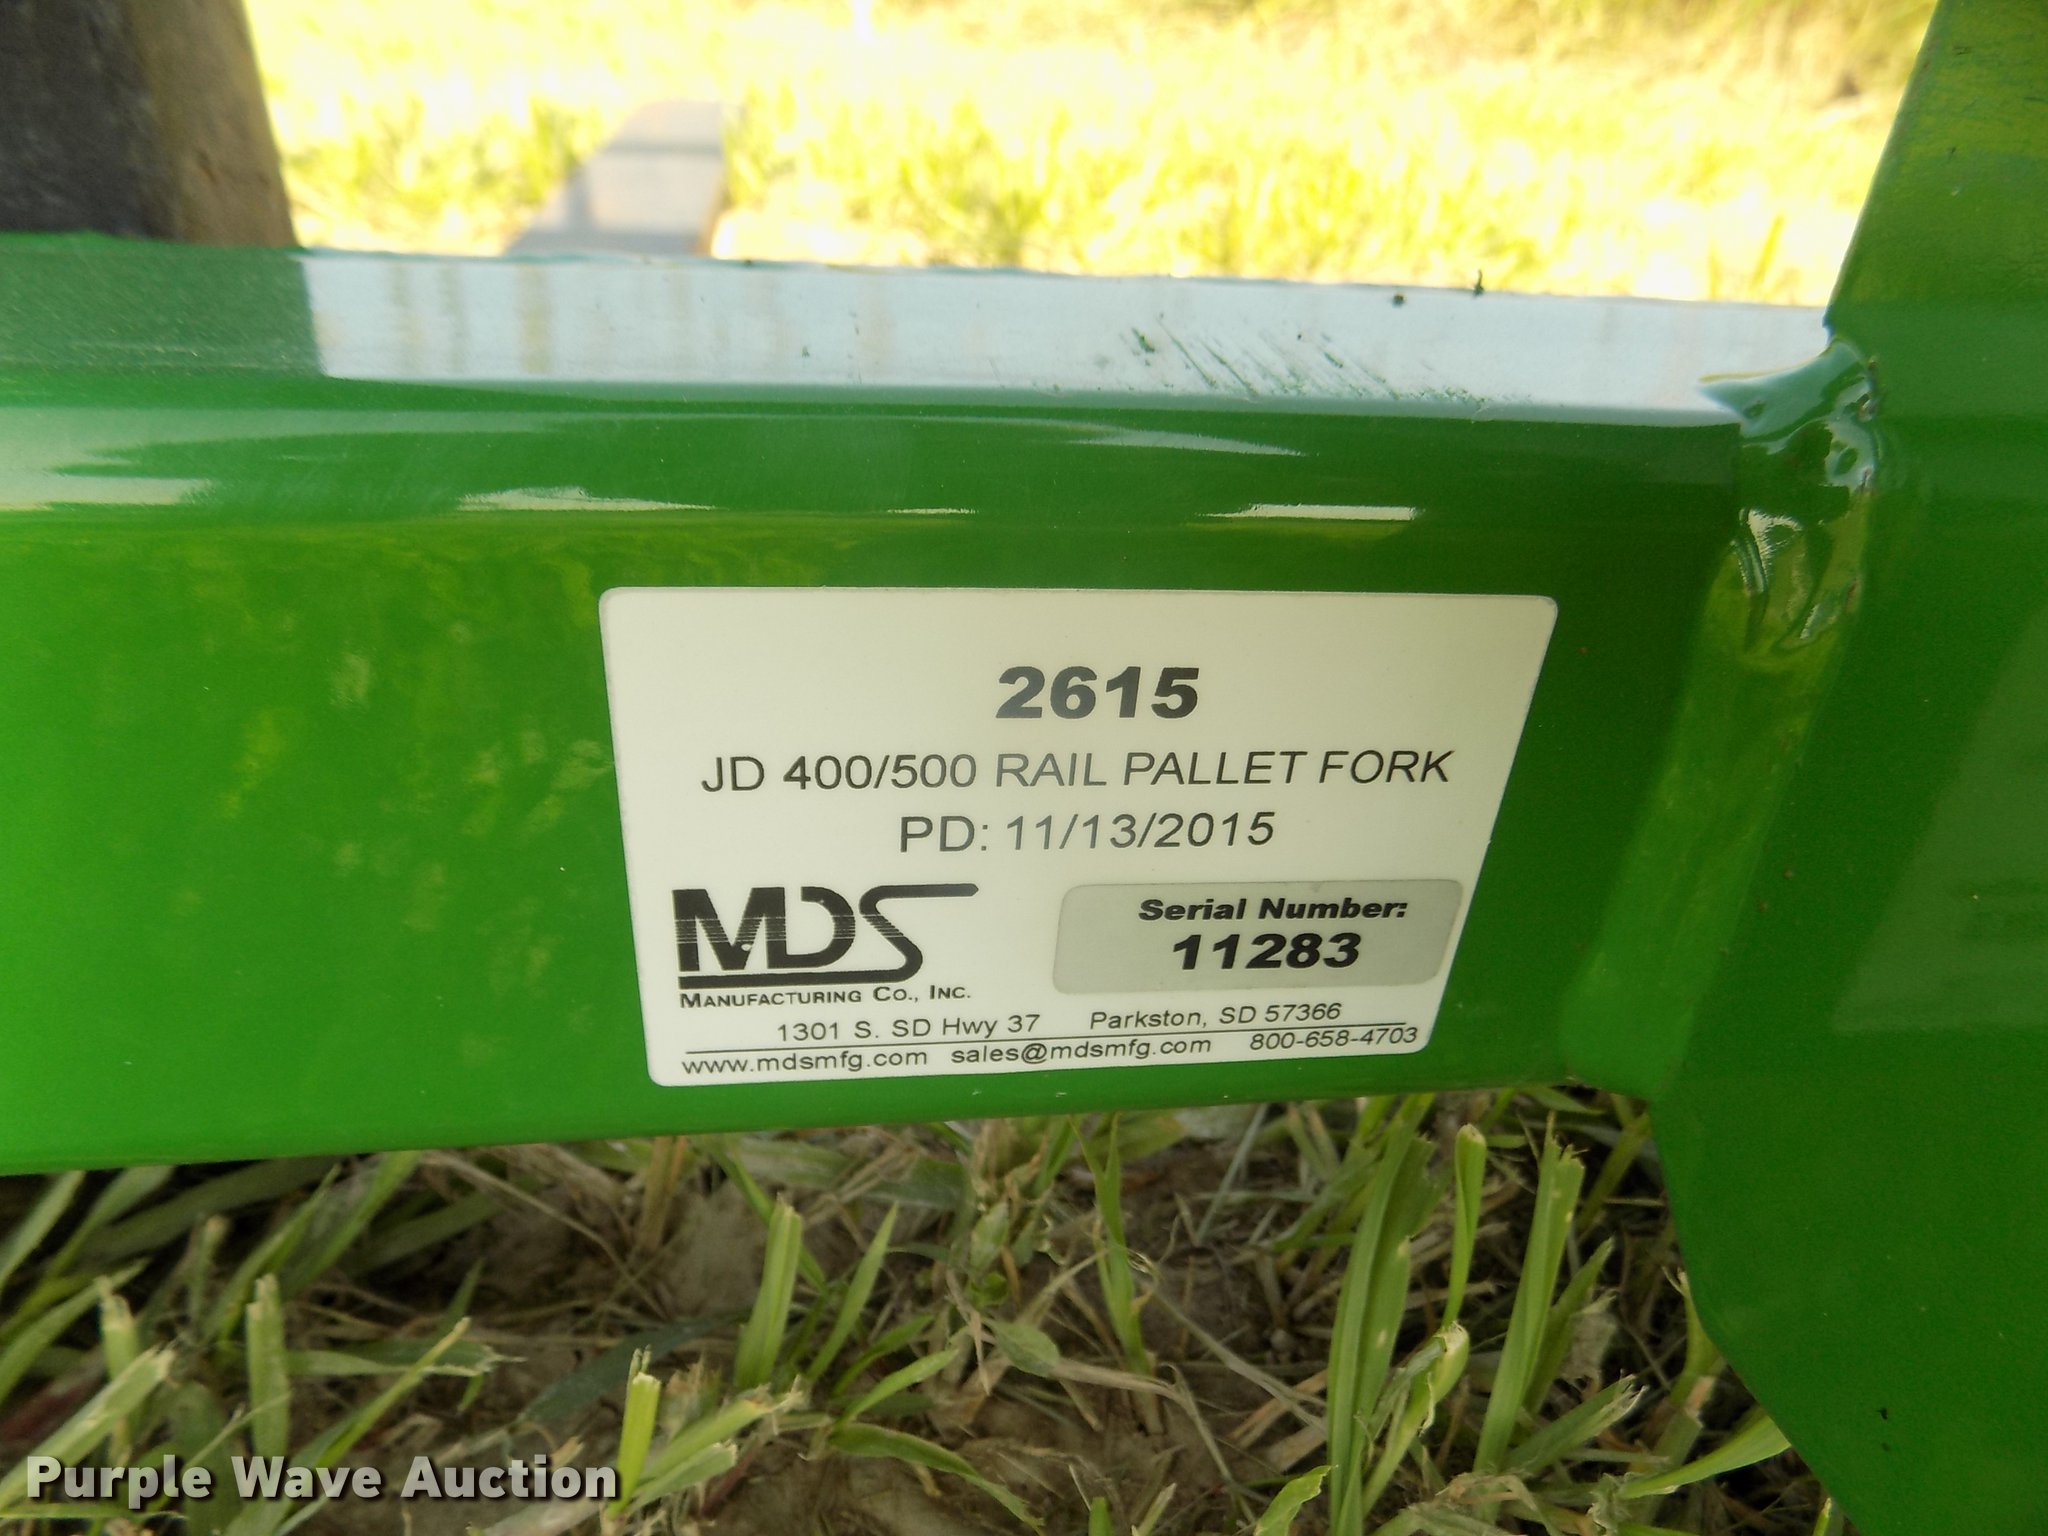 2615
JD 400/500 RAIL PALLET FORK
PD: 11/13/2015
MDS
MANUFACTURING CO., INC.
Serial Number:
11283
1301 S. SD Hwy 37 Parkston, SD 57366
www.mdsmfg.com sales@mdsmfg.com 800-658-4703
Purple Wave Auction